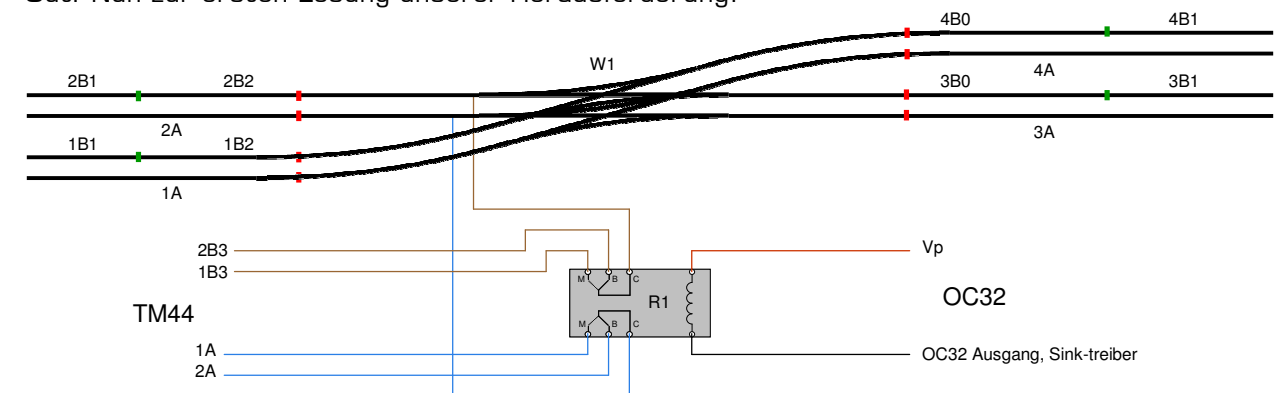 Gut. Nun zur ersten Lösung unserer Herausforderung.
4B0 4B1
W1
2B1 2B2
4A
3B0 3B1
2A
3A
1B1 1B2
1A
2B3
Vp
1B3
M B C
OC32
R1
TM44
M B C
1A
OC32 Ausgang, Sink-treiber
2A